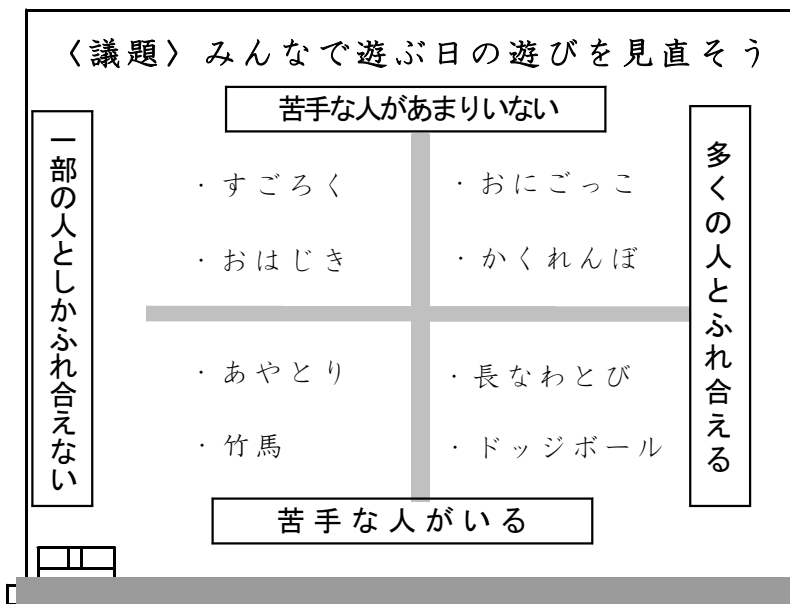 〈議題〉みんなで遊ぶ日の遊びを見直そう
苦手な人があまりいない
一部の人としかふれ合えない
多くの人とふれ合える
・すごろく
・おにごっこ
・おはじき
・かくれんぼ
・あやとり
・長なわとび
・竹馬
・ドッジボール
苦手な人がいる